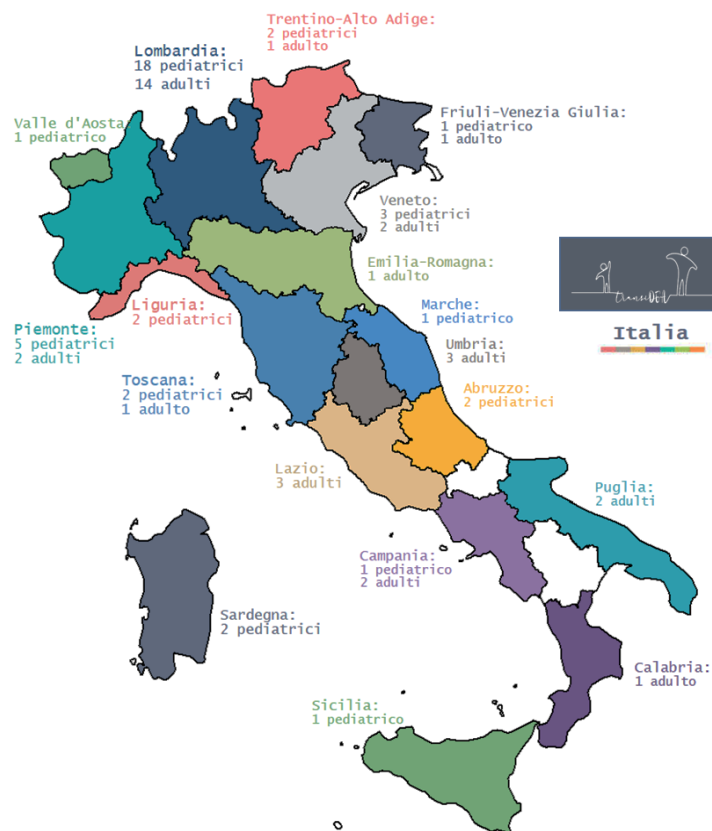 Trentino-Alto Adige:
2 pediatrici
1 adulto
Lombardia:
18 pediatrici
14 adulti
Valle d'Aosta
1 pediatrico
Friuli-Venezia Giulia:
1 pediatrico
1 adulto
Veneto:
3 pediatrici
2 adulti
Emilia-Romagna:
1 adulto
transiDEA
Italia
Liguria:
2 pediatrici
Marche:
1 pediatrico
Piemonte:
5 pediatrici
2 adulti
Umbria:
3 adulti
Toscana:
2 pediatrici
1 adulto
Abruzzo:
2 pediatrici
Lazio:
3 adulti
Puglia:
2 adulti
Campania:
1 pediatrico
2 adulti
Sardegna:
2 pediatrici
Calabria:
1 adulto
Sicilia:
1 pediatrico